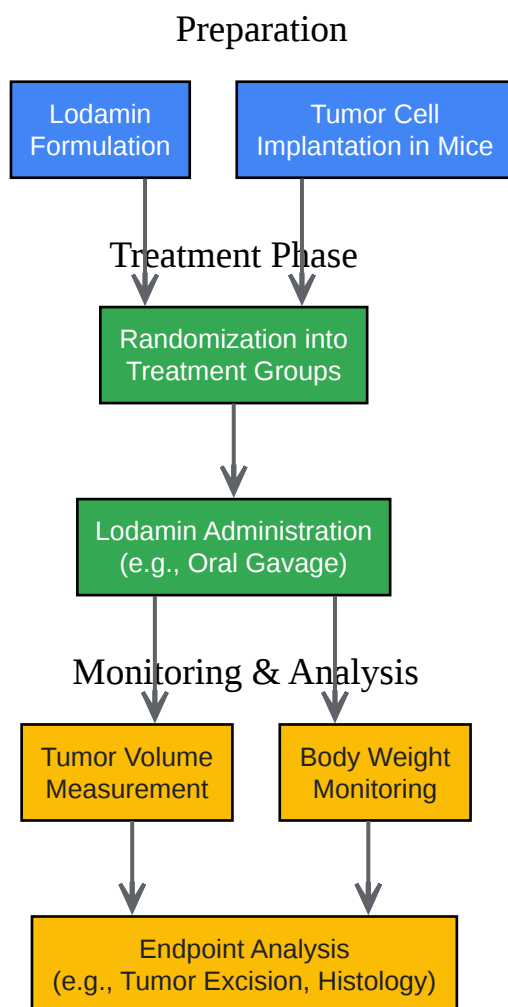 Preparation
Lodamin
Formulation
Tumor Cell
Implantation in Mice
Treatment Phase
Randomization into
Treatment Groups
Lodamin Administration
(e.g., Oral Gavage)
Monitoring & Analysis
Tumor Volume
Measurement
Body Weight
Monitoring
Endpoint Analysis
(e.g., Tumor Excision, Histology)